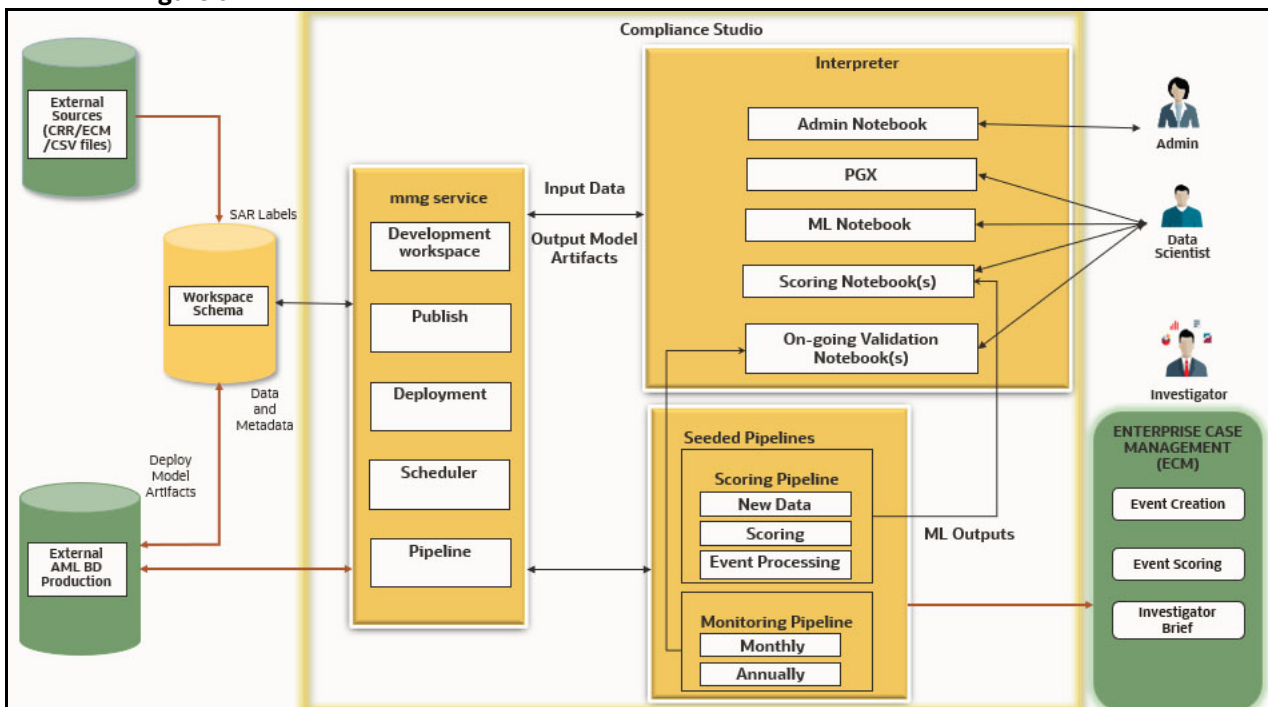 Compliance Studio
External
Sources
(CRR/ECM
/CSV files)
SAR Labels
Workspace
Schema
Data
and
Metadata
Deploy
Model
Artifacts
External
AML BD
Production
mmg service
Development
workspace
Publish
Deployment
Scheduler
Pipeline
Input Data
Output Model
Artifacts
Interpreter
Admin Notebook
PGX
ML Notebook
Scoring Notebook(s)
On-going Validation
Notebook(s)
Seeded Pipelines
Scoring Pipeline
New Data
Scoring
Event Processing
Monitoring Pipeline
Monthly
Annually
ML Outputs
Admin
Data
Scientist
Investigator
ENTERPRISE CASE
MANAGEMENT
(ECM)
Event Creation
Event Scoring
Investigator
Brief